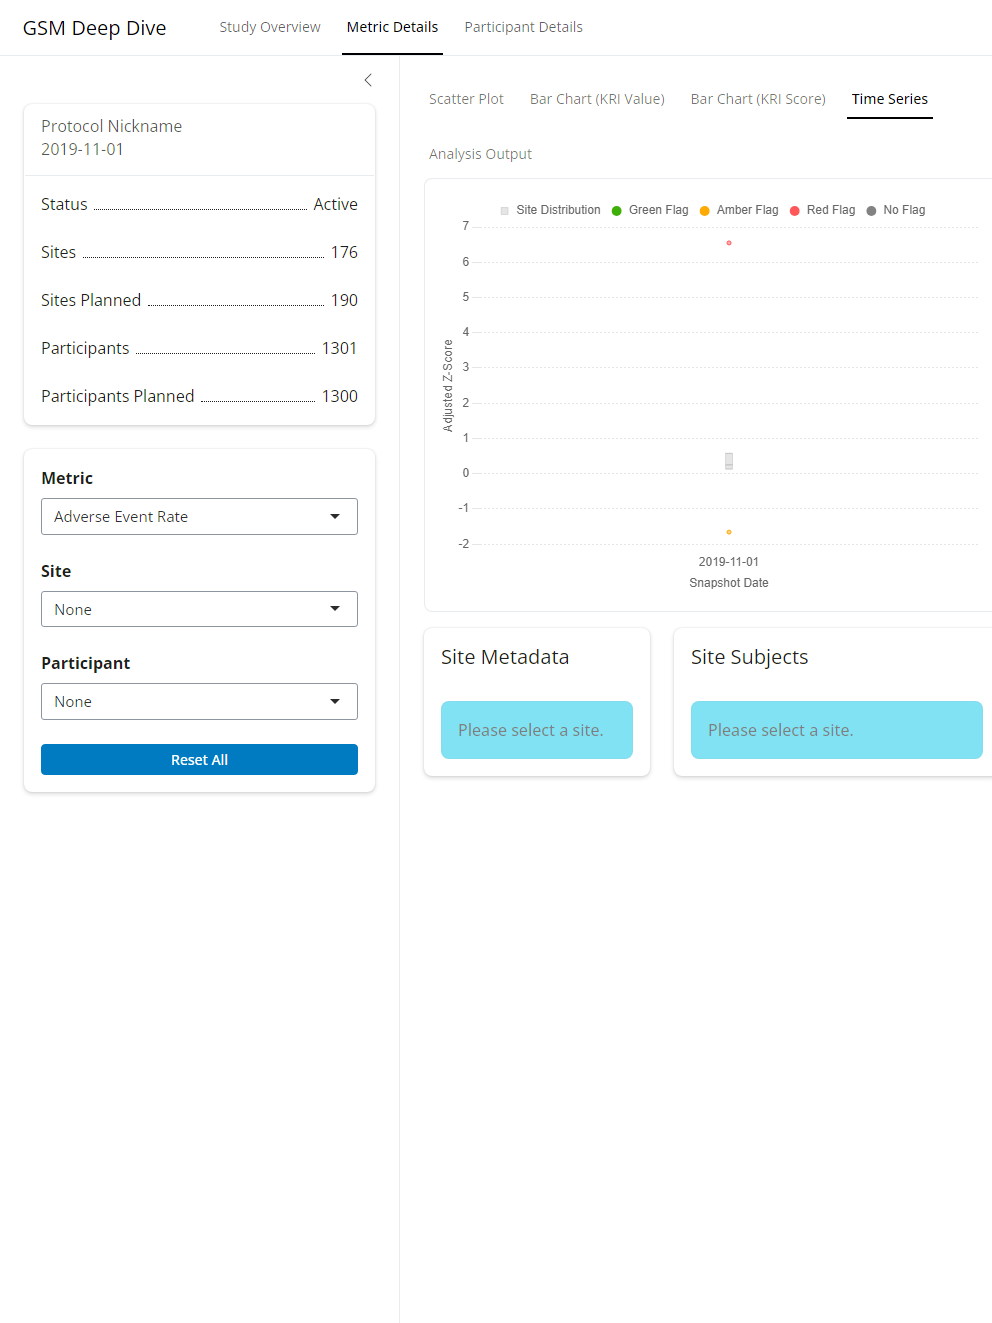 GSM Deep Dive
Study Overview
Metric Details
Participant Details
Protocol Nickname
2019-11-01
Status Active
Sites 176
Sites Planned 190
Participants 1301
Participants Planned 1300
Metric
Adverse Event Rate
Site
None
Participant
None
Reset All
Scatter Plot
Bar Chart (KRI Value)
Bar Chart (KRI Score)
Time Series
Analysis Output
Site Distribution
Green Flag
Amber Flag
Red Flag
No Flag
7
6
5
4
3
2
1
0
-1
-2
Adjusted Z-Score
2019-11-01
Snapshot Date
Site Metadata
Please select a site.
Site Subjects
Please select a site.